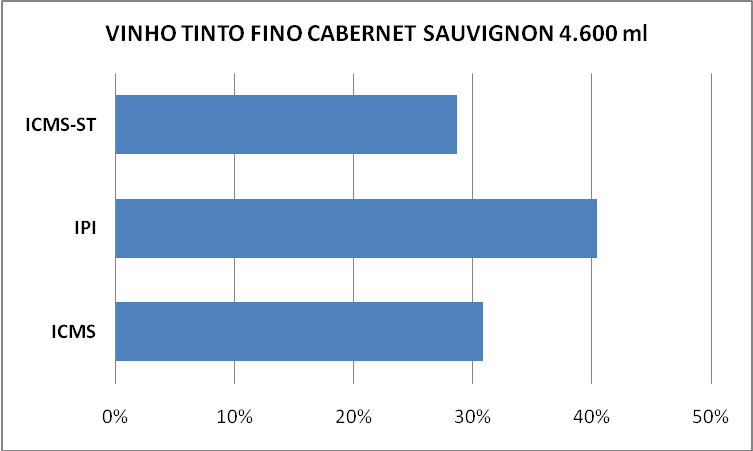 VINHO TINTO FINO CABERNET SAUVIGNON 4.600 ml
ICMS-ST
IPI
ICMS
0% 10% 20% 30% 40% 50%